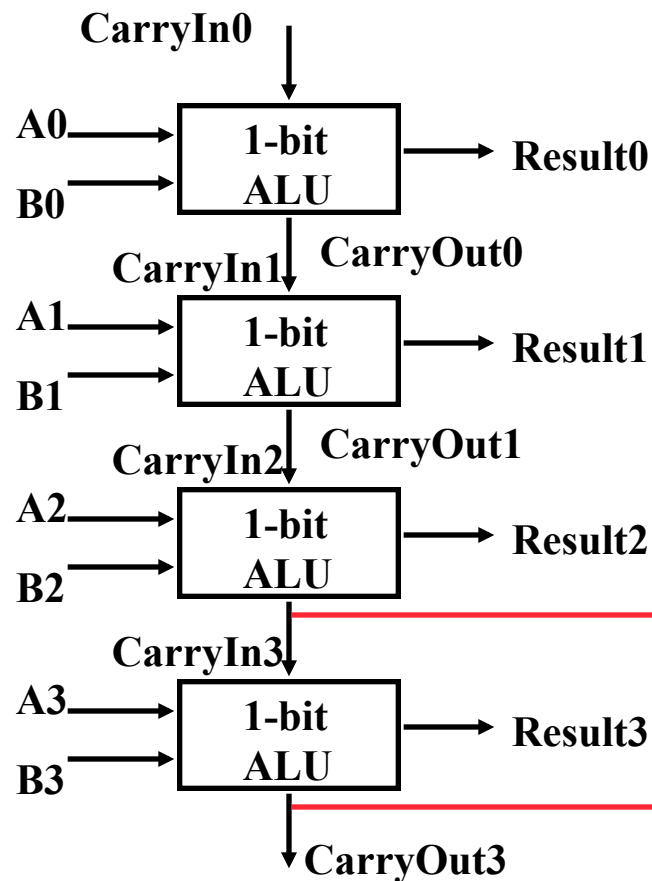 CarryIn0
A0
1-bit
ALU
Result0
B0
CarryOut0
CarryIn1
A1
1-bit
ALU
Result1
B1
CarryOut1
CarryIn2
A2
1-bit
ALU
Result2
B2
CarryIn3
A3
1-bit
ALU
Result3
B3
CarryOut3